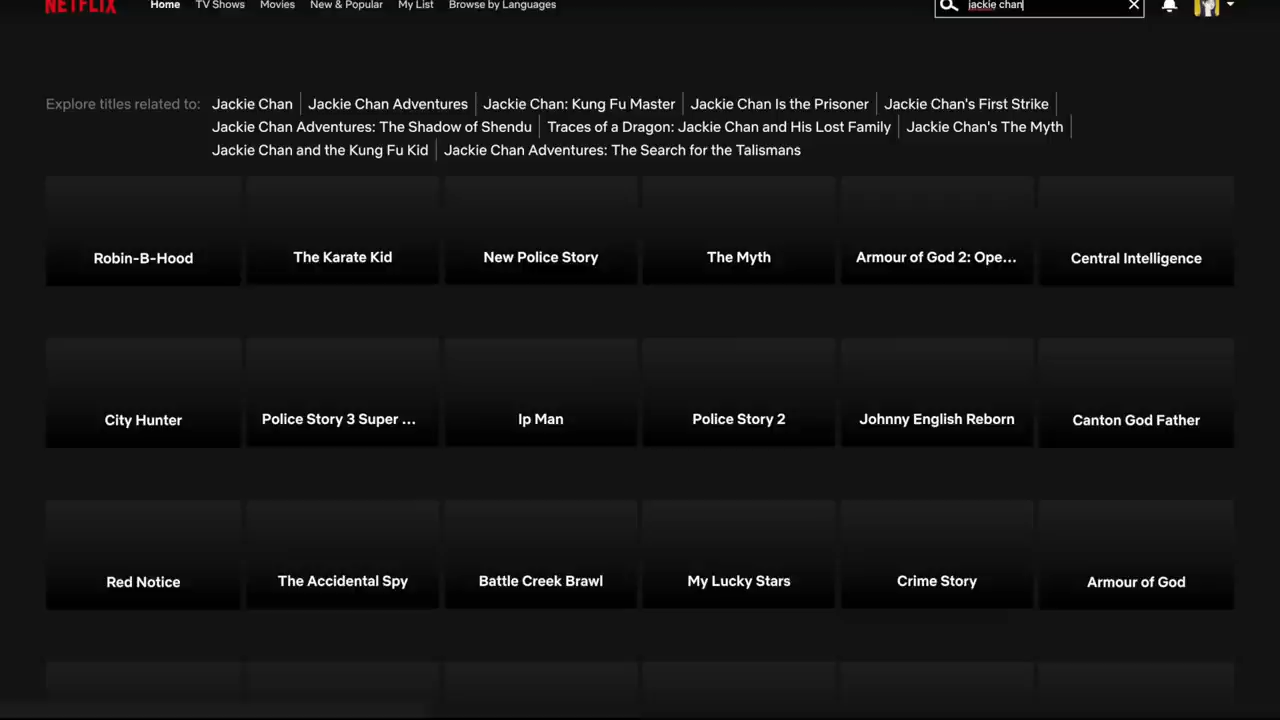 NETFLIX Home TV Shows Movies New & Popular My List Browse by Languages jackie chan
Explore titles related to: Jackie Chan Jackie Chan Adventures Jackie Chan: Kung Fu Master Jackie Chan Is the Prisoner Jackie Chan's First Strike
Jackie Chan Adventures: The Shadow of Shendu Traces of a Dragon: Jackie Chan and His Lost Family Jackie Chan's The Myth
Jackie Chan and the Kung Fu Kid Jackie Chan Adventures: The Search for the Talismans
Robin-B-Hood The Karate Kid New Police Story The Myth Armour of God 2: Ope... Central Intelligence
City Hunter Police Story 3 Super ... Ip Man Police Story 2 Johnny English Reborn Canton God Father
Red Notice The Accidental Spy Battle Creek Brawl My Lucky Stars Crime Story Armour of God